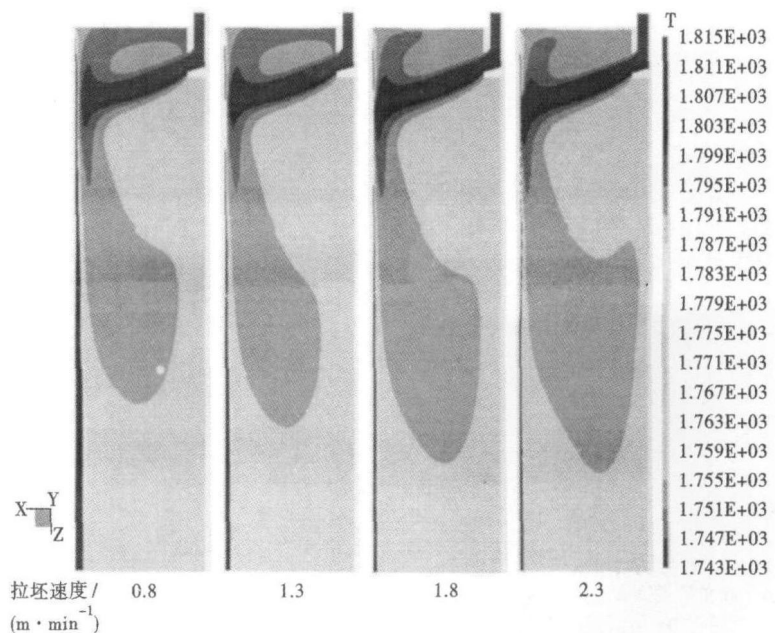 T
1.815E+03
1.811E+03
1.807E+03
1.803E+03
1.799E+03
1.795E+03
1.791E+03
1.787E+03
1.783E+03
1.779E+03
1.775E+03
1.771E+03
1.767E+03
1.763E+03
1.759E+03
1.755E+03
1.751E+03
1.747E+03
1.743E+03
X Y
Z
拉坯速度/ 0.8 1.3 1.8 2.3
(m·min⁻¹)